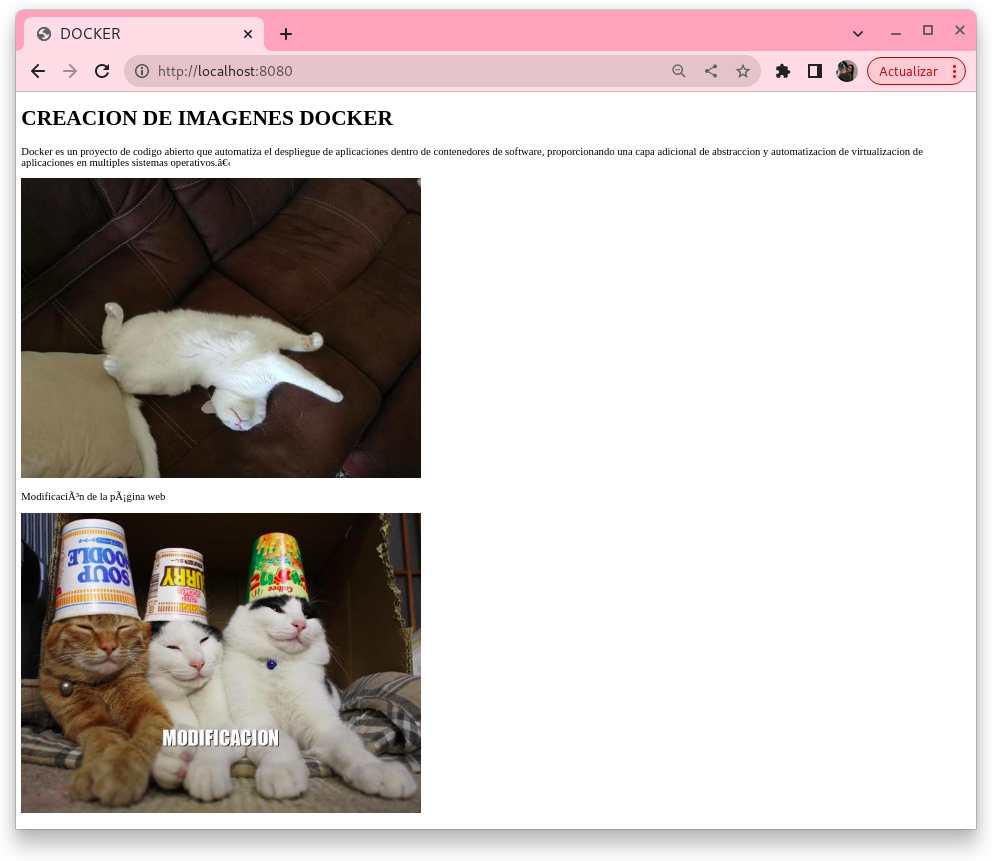 DOCKER
http://localhost:8080
Actualizar
CREACION DE IMAGENES DOCKER
Docker es un proyecto de codigo abierto que automatiza el despliegue de aplicaciones dentro de contenedores de software, proporcionando una capa adicional de abstraccion y automatizacion de virtualizacion de
aplicaciones en multiples sistemas operativos.â€‹
ModificaciÃ³n de la pÃ¡gina web
NOODLE
SOUP
CURRY
Calbee
MODIFICACION